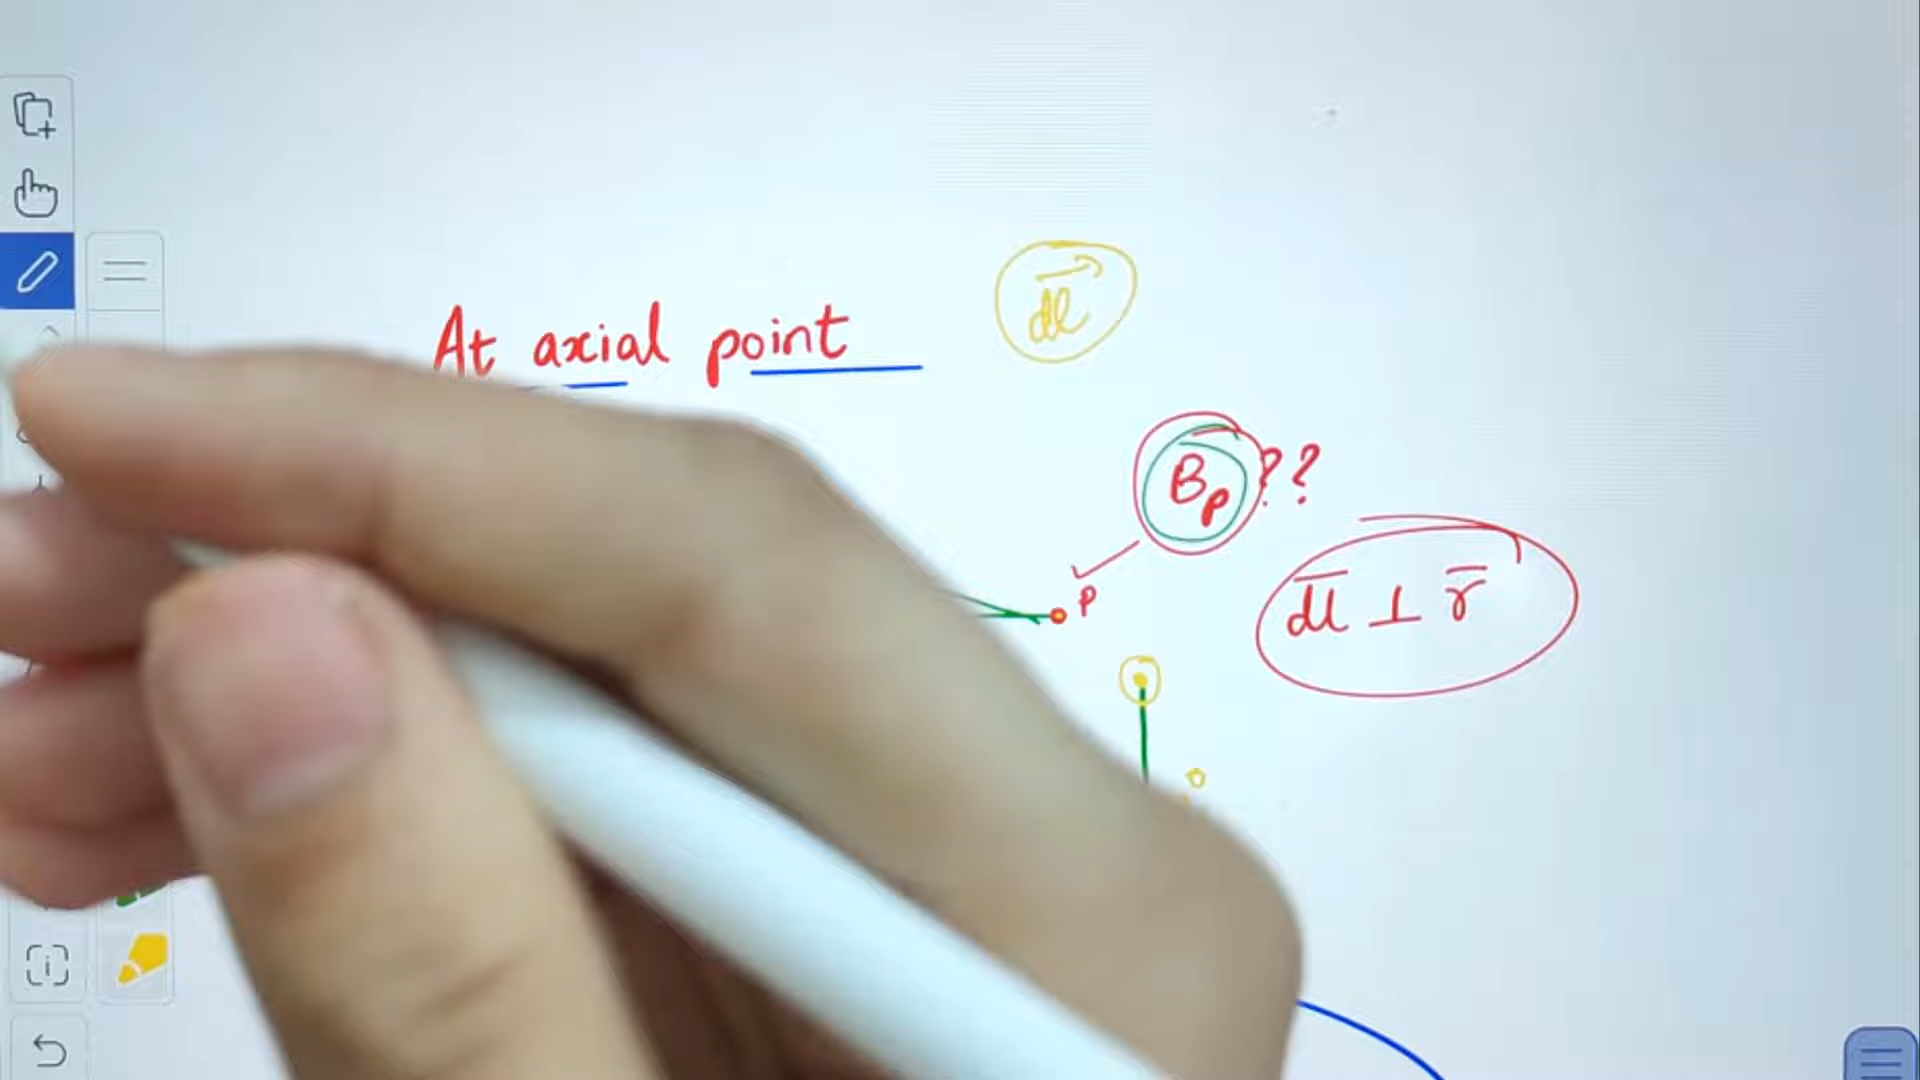 At axial point
dl
Bp ??
P
dl ⊥ r